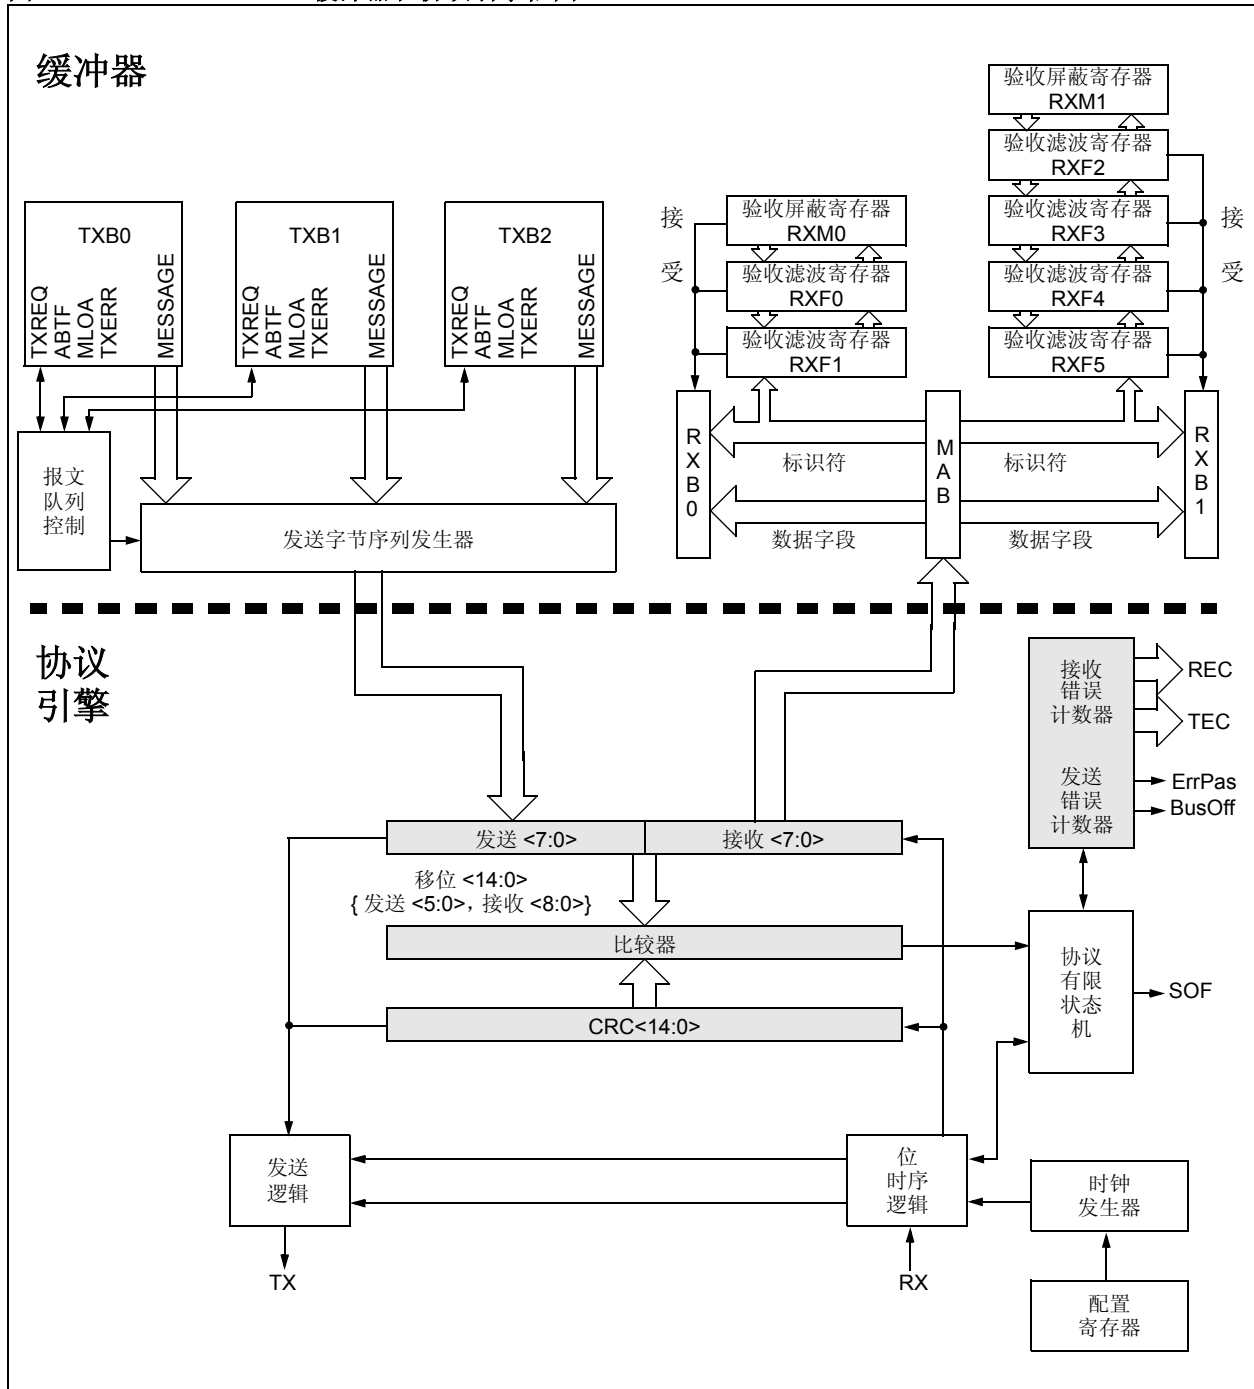 缓冲器
验收屏蔽寄存器
RXM1
验收滤波寄存器
RXF2
验收屏蔽寄存器
RXM0
验收滤波寄存器
RXF3
接
受
接
受
验收滤波寄存器
RXF0
验收滤波寄存器
RXF4
验收滤波寄存器
RXF1
验收滤波寄存器
RXF5
TXB0
TXREQ
ABTF
MLOA
TXERR
MESSAGE
TXB1
TXREQ
ABTF
MLOA
TXERR
MESSAGE
TXB2
TXREQ
ABTF
MLOA
TXERR
MESSAGE
报文
队列
控制
发送字节序列发生器
RXB0
标识符
数据字段
MAB
标识符
数据字段
RXB1
协议
引擎
接收
错误
计数器
发送
错误
计数器
REC
TEC
ErrPas
BusOff
发送 <7:0>
接收 <7:0>
移位 <14:0>
{ 发送 <5:0>，接收 <8:0>}
比较器
CRC<14:0>
协议
有限
状态
机
SOF
发送
逻辑
位
时序
逻辑
时钟
发生器
TX
RX
配置
寄存器